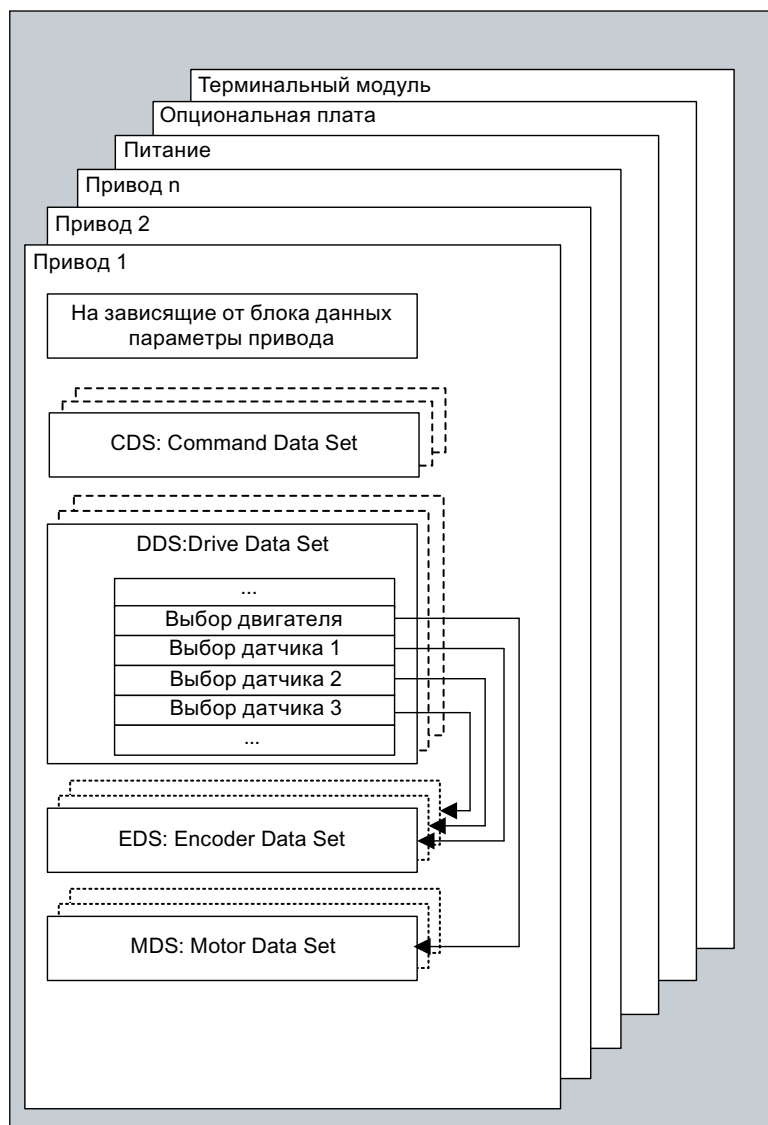 Терминальный модуль
Опциональная плата
Питание
Привод n
Привод 2
Привод 1
На зависящие от блока данных
параметры привода
CDS: Command Data Set
DDS:Drive Data Set
...
Выбор двигателя
Выбор датчика 1
Выбор датчика 2
Выбор датчика 3
...
EDS: Encoder Data Set
MDS: Motor Data Set